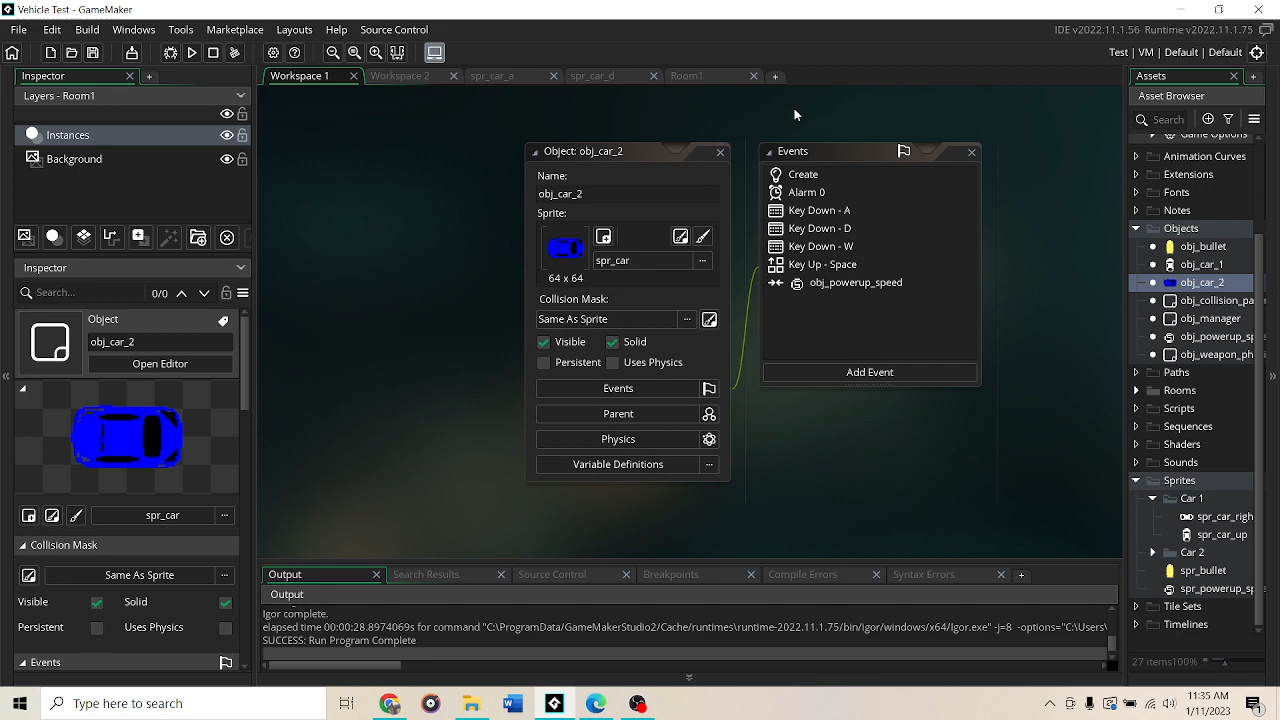 Vehicle Test - GameMaker
File Edit Build Windows Tools Marketplace Layouts Help Source Control
IDE v2022.11.1.56 Runtime v2022.11.1.75
Test | VM | Default | Default
Inspector
Workspace 1
Workspace 2
spr_car_a
spr_car_d
Room1
Assets
Layers - Room1
Instances
Background
Inspector
Search...
0/0
Object
obj_car_2
Open Editor
spr_car
Collision Mask
Same As Sprite
Visible
Solid
Persistent
Uses Physics
Events
Object: obj_car_2
Name:
obj_car_2
Sprite:
spr_car
64 x 64
Collision Mask:
Same As Sprite
Visible
Solid
Persistent
Uses Physics
Events
Parent
Physics
Variable Definitions
Events
Create
Alarm 0
Key Down - A
Key Down - D
Key Down - W
Key Up - Space
obj_powerup_speed
Add Event
Output
Search Results
Source Control
Breakpoints
Compile Errors
Syntax Errors
Output
Igor complete.
elapsed time 00:00:28.8974069s for command "C:\ProgramData/GameMakerStudio2/Cache/runtimes\runtime-2022.11.1.75/bin/igor/windows/x64/Igor.exe" -j=8 -options="C:\Users\
SUCCESS: Run Program Complete
Asset Browser
Search
Game Options
Animation Curves
Extensions
Fonts
Notes
Objects
obj_bullet
obj_car_1
obj_car_2
obj_collision_pa
obj_manager
obj_powerup_sp
obj_weapon_ph
Paths
Rooms
Scripts
Sequences
Shaders
Sounds
Sprites
Car 1
spr_car_righ
spr_car_up
Car 2
spr_bullet
spr_powerup_sp
Tile Sets
Timelines
27 items
100%
Type here to search
11:35 AM
1/11/2023